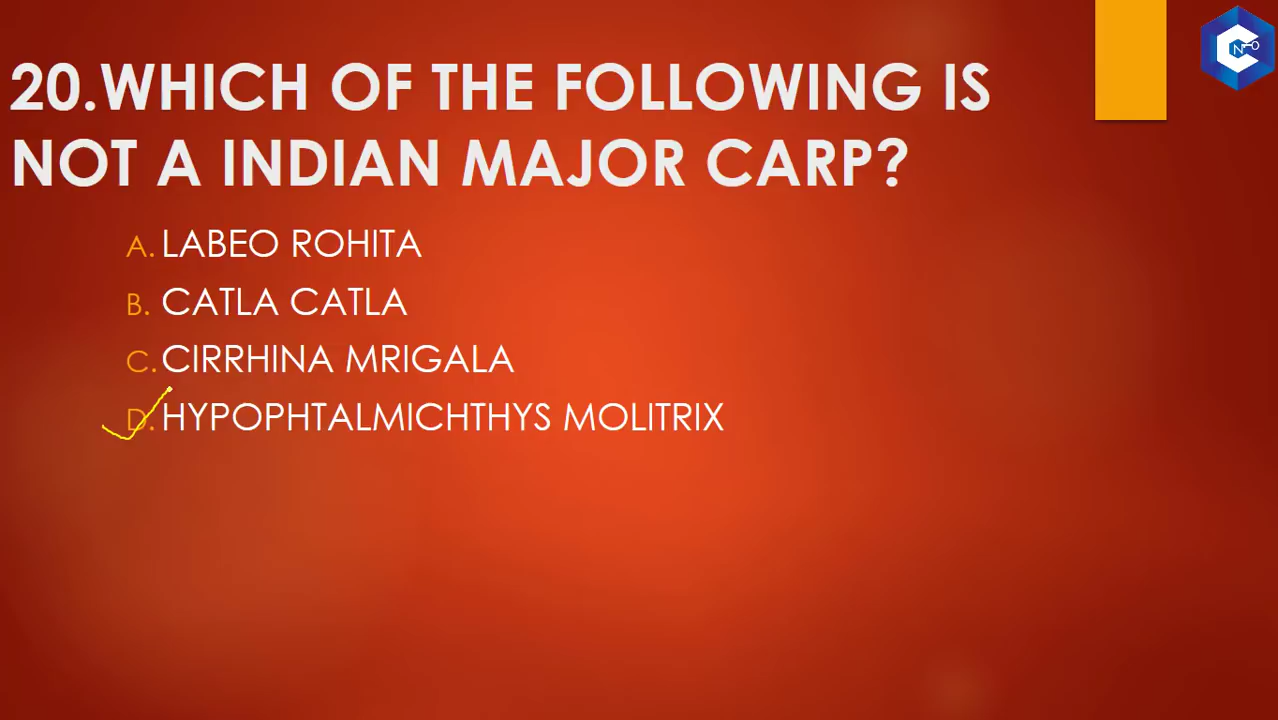 20.WHICH OF THE FOLLOWING IS
NOT A INDIAN MAJOR CARP?
A. LABEO ROHITA
B. CATLA CATLA
C. CIRRHINA MRIGALA
D. HYPOPHTALMICHTHYS MOLITRIX
C N